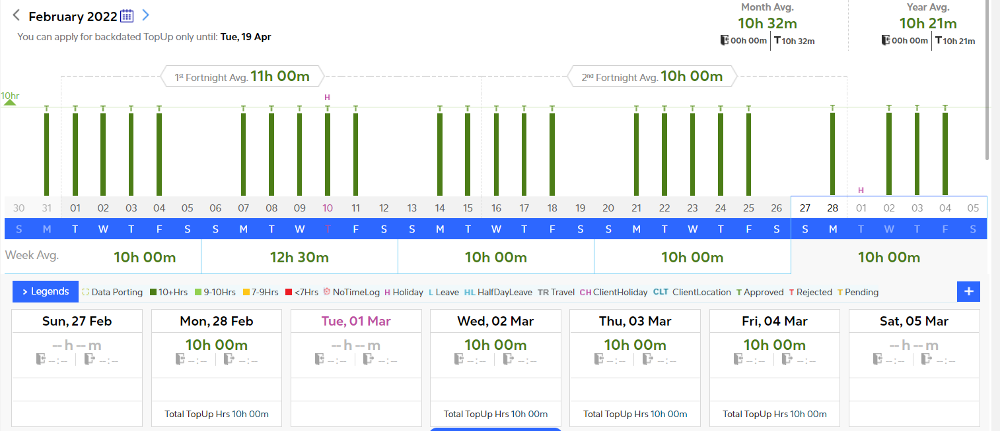 February 2022
You can apply for backdated TopUp only until: Tue, 19 Apr
Month Avg.
10h 32m
00h 00m T 10h 32m
Year Avg.
10h 21m
00h 00m T 10h 21m
1st Fortnight Avg. 11h 00m
2nd Fortnight Avg. 10h 00m
10hr
H
T T T T T T T T T T T T T T T T T T T T T T T
H
30 31 01 02 03 04 05 06 07 08 09 10 11 12 13 14 15 16 17 18 19 20 21 22 23 24 25 26 27 28 01 02 03 04 05
S M T W T F S S M T W T F S S M T W T F S S M T W T F S S M T W T F S
Week Avg. 10h 00m 12h 30m 10h 00m 10h 00m 10h 00m
> Legends Data Porting 10+Hrs 9-10Hrs 7-9Hrs <7Hrs NoTimeLog H Holiday L Leave HL HalfDayLeave TR Travel CH ClientHoliday CLT ClientLocation T Approved T Rejected T Pending +
Sun, 27 Feb Mon, 28 Feb Tue, 01 Mar Wed, 02 Mar Thu, 03 Mar Fri, 04 Mar Sat, 05 Mar
-- h -- m 10h 00m -- h -- m 10h 00m 10h 00m 10h 00m -- h -- m
--:-- --:-- --:-- --:-- --:-- --:-- --:-- --:-- --:-- --:-- --:-- --:-- --:-- --:--
Total TopUp Hrs 10h 00m Total TopUp Hrs 10h 00m Total TopUp Hrs 10h 00m Total TopUp Hrs 10h 00m